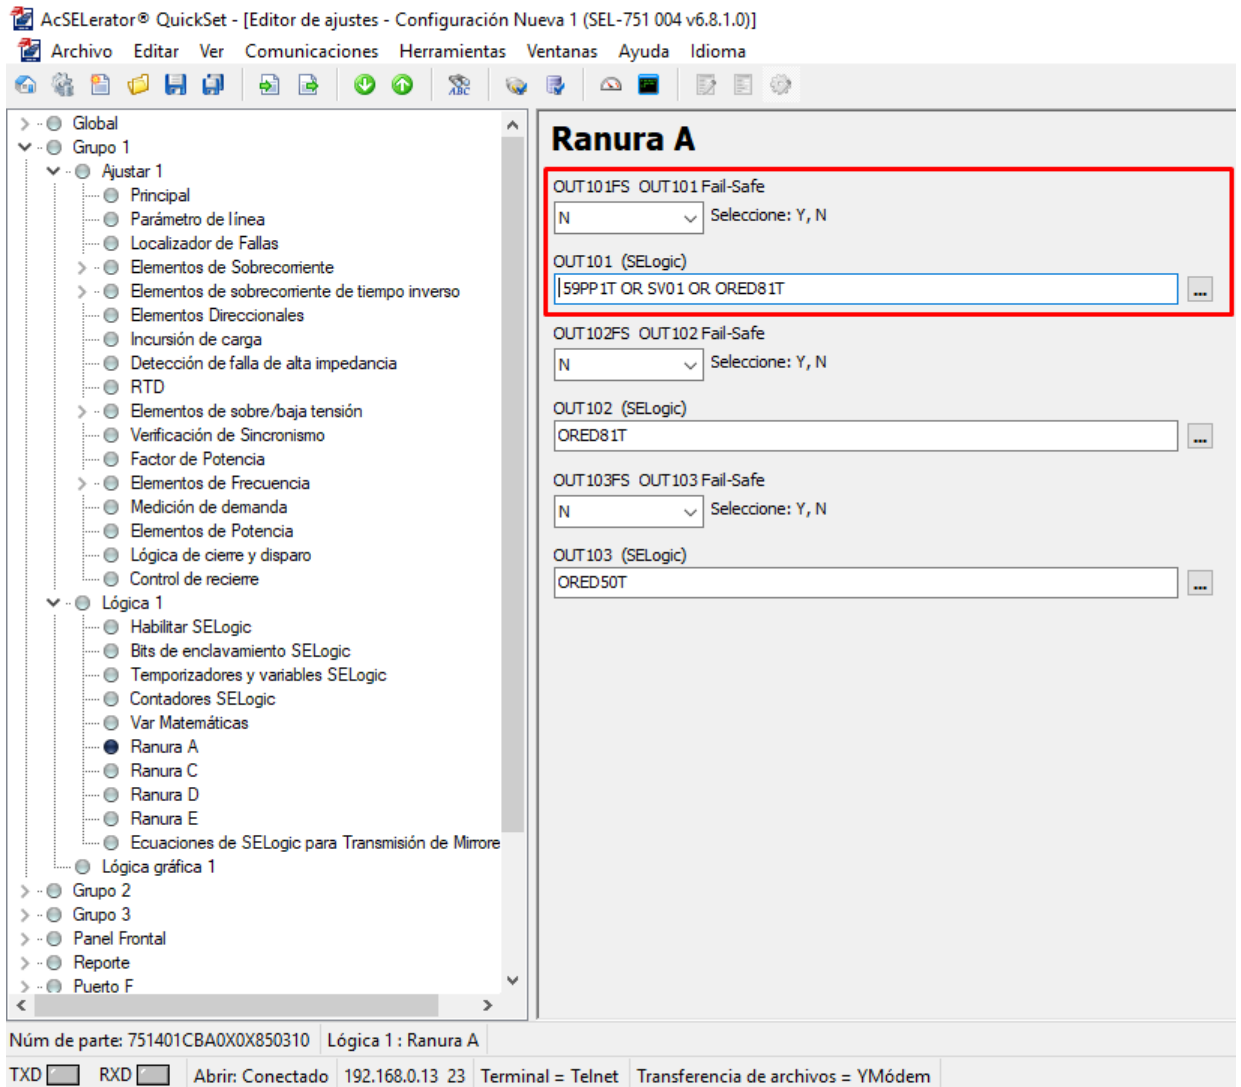 AcSELerator® QuickSet - [Editor de ajustes - Configuración Nueva 1 (SEL-751 004 v6.8.1.0)]
Archivo Editar Ver Comunicaciones Herramientas Ventanas Ayuda Idioma
ABC
Global
Grupo 1
Ajustar 1
Principal
Parámetro de línea
Localizador de Fallas
Elementos de Sobrecorriente
Elementos de sobrecorriente de tiempo inverso
Elementos Direccionales
Incursión de carga
Detección de falla de alta impedancia
RTD
Elementos de sobre/baja tensión
Verificación de Sincronismo
Factor de Potencia
Elementos de Frecuencia
Medición de demanda
Elementos de Potencia
Lógica de cierre y disparo
Control de recierre
Lógica 1
Habilitar SELogic
Bits de enclavamiento SELogic
Temporizadores y variables SELogic
Contadores SELogic
Var Matemáticas
Ranura A
Ranura C
Ranura D
Ranura E
Ecuaciones de SELogic para Transmisión de Mirrore
Lógica gráfica 1
Grupo 2
Grupo 3
Panel Frontal
Reporte
Puerto F
Ranura A
OUT101FS OUT101 Fail-Safe
N Seleccione: Y, N
OUT101 (SELogic)
59PP1T OR SV01 OR ORED81T ...
OUT102FS OUT102 Fail-Safe
N Seleccione: Y, N
OUT102 (SELogic)
ORED81T ...
OUT103FS OUT103 Fail-Safe
N Seleccione: Y, N
OUT103 (SELogic)
ORED50T ...
Núm de parte: 751401CBA0X0X850310 Lógica 1 : Ranura A
TXD RXD Abrir: Conectado 192.168.0.13 23 Terminal = Telnet Transferencia de archivos = YMódem